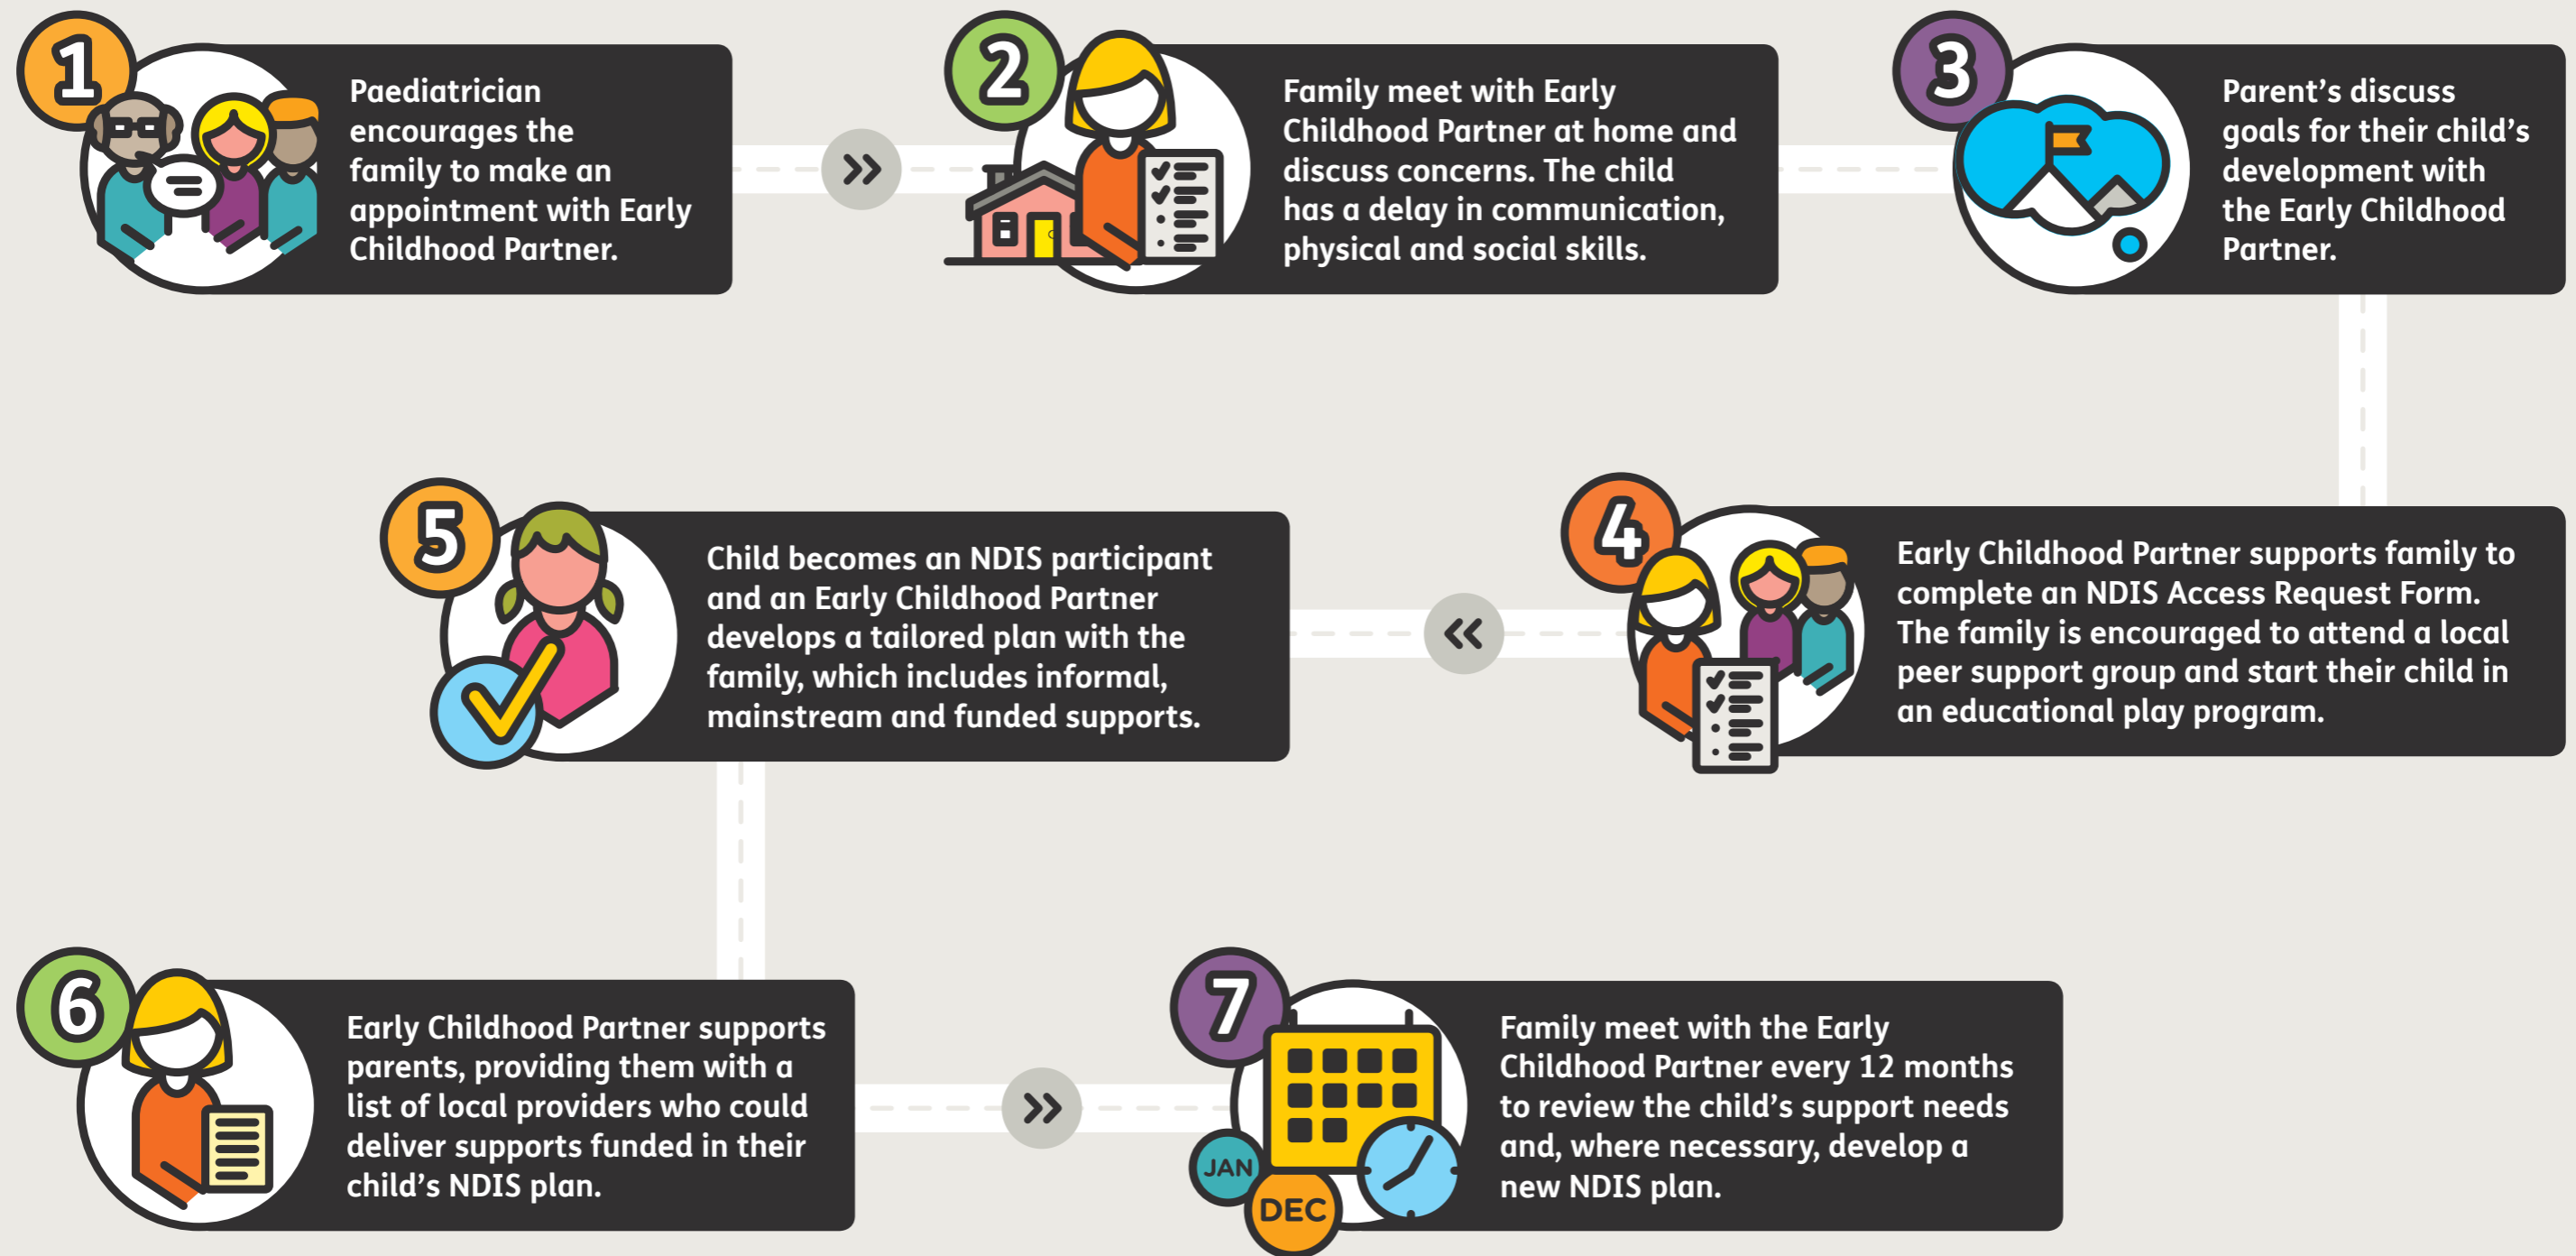 1
Paediatrician
encourages the
family to make an
appointment with Early
Childhood Partner.
2
Family meet with Early
Childhood Partner at home and
discuss concerns. The child
has a delay in communication,
physical and social skills.
3
Parent’s discuss
goals for their child’s
development with
the Early Childhood
Partner.
4
Early Childhood Partner supports family to
complete an NDIS Access Request Form.
The family is encouraged to attend a local
peer support group and start their child in
an educational play program.
5
Child becomes an NDIS participant
and an Early Childhood Partner
develops a tailored plan with the
family, which includes informal,
mainstream and funded supports.
6
Early Childhood Partner supports
parents, providing them with a
list of local providers who could
deliver supports funded in their
child’s NDIS plan.
7
JAN
DEC
Family meet with the Early
Childhood Partner every 12 months
to review the child’s support needs
and, where necessary, develop a
new NDIS plan.